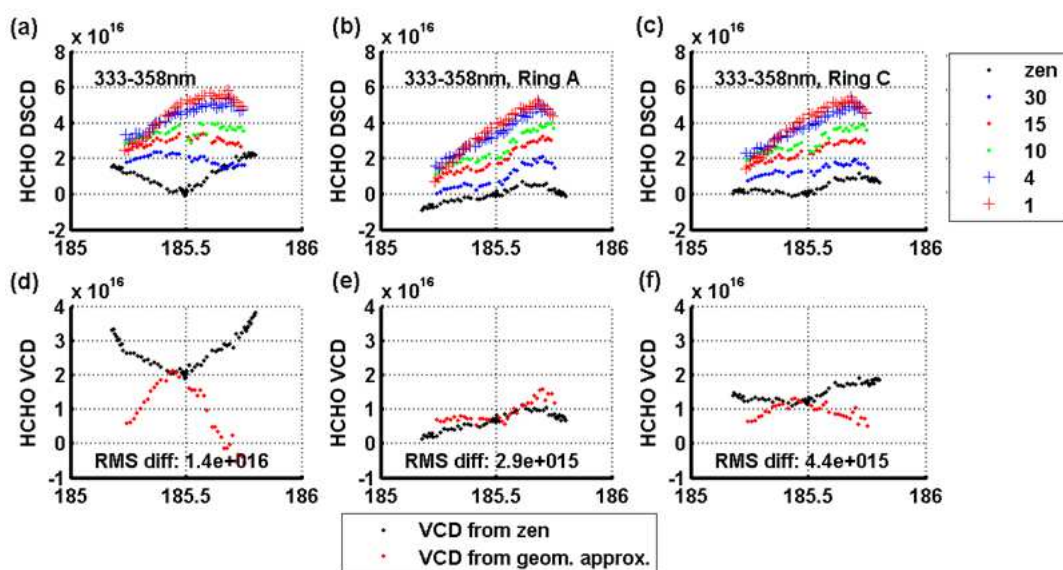 (a) (b) (c)
x 10^16 x 10^16 x 10^16
8 8 8
333-358nm 333-358nm, Ring A 333-358nm, Ring C
6 6 6
4 4 4
2 2 2
0 0 0
-2 -2 -2
HCHO DSCD HCHO DSCD HCHO DSCD
185 185.5 186 185 185.5 186 185 185.5 186
zen
30
15
10
4
1
(d) (e) (f)
x 10^16 x 10^16 x 10^16
4 4 4
3 3 3
2 2 2
1 1 1
0 0 0
-1 -1 -1
HCHO VCD HCHO VCD HCHO VCD
RMS diff: 1.4e+016 RMS diff: 2.9e+015 RMS diff: 4.4e+015
185 185.5 186 185 185.5 186 185 185.5 186
VCD from zen
VCD from geom. approx.